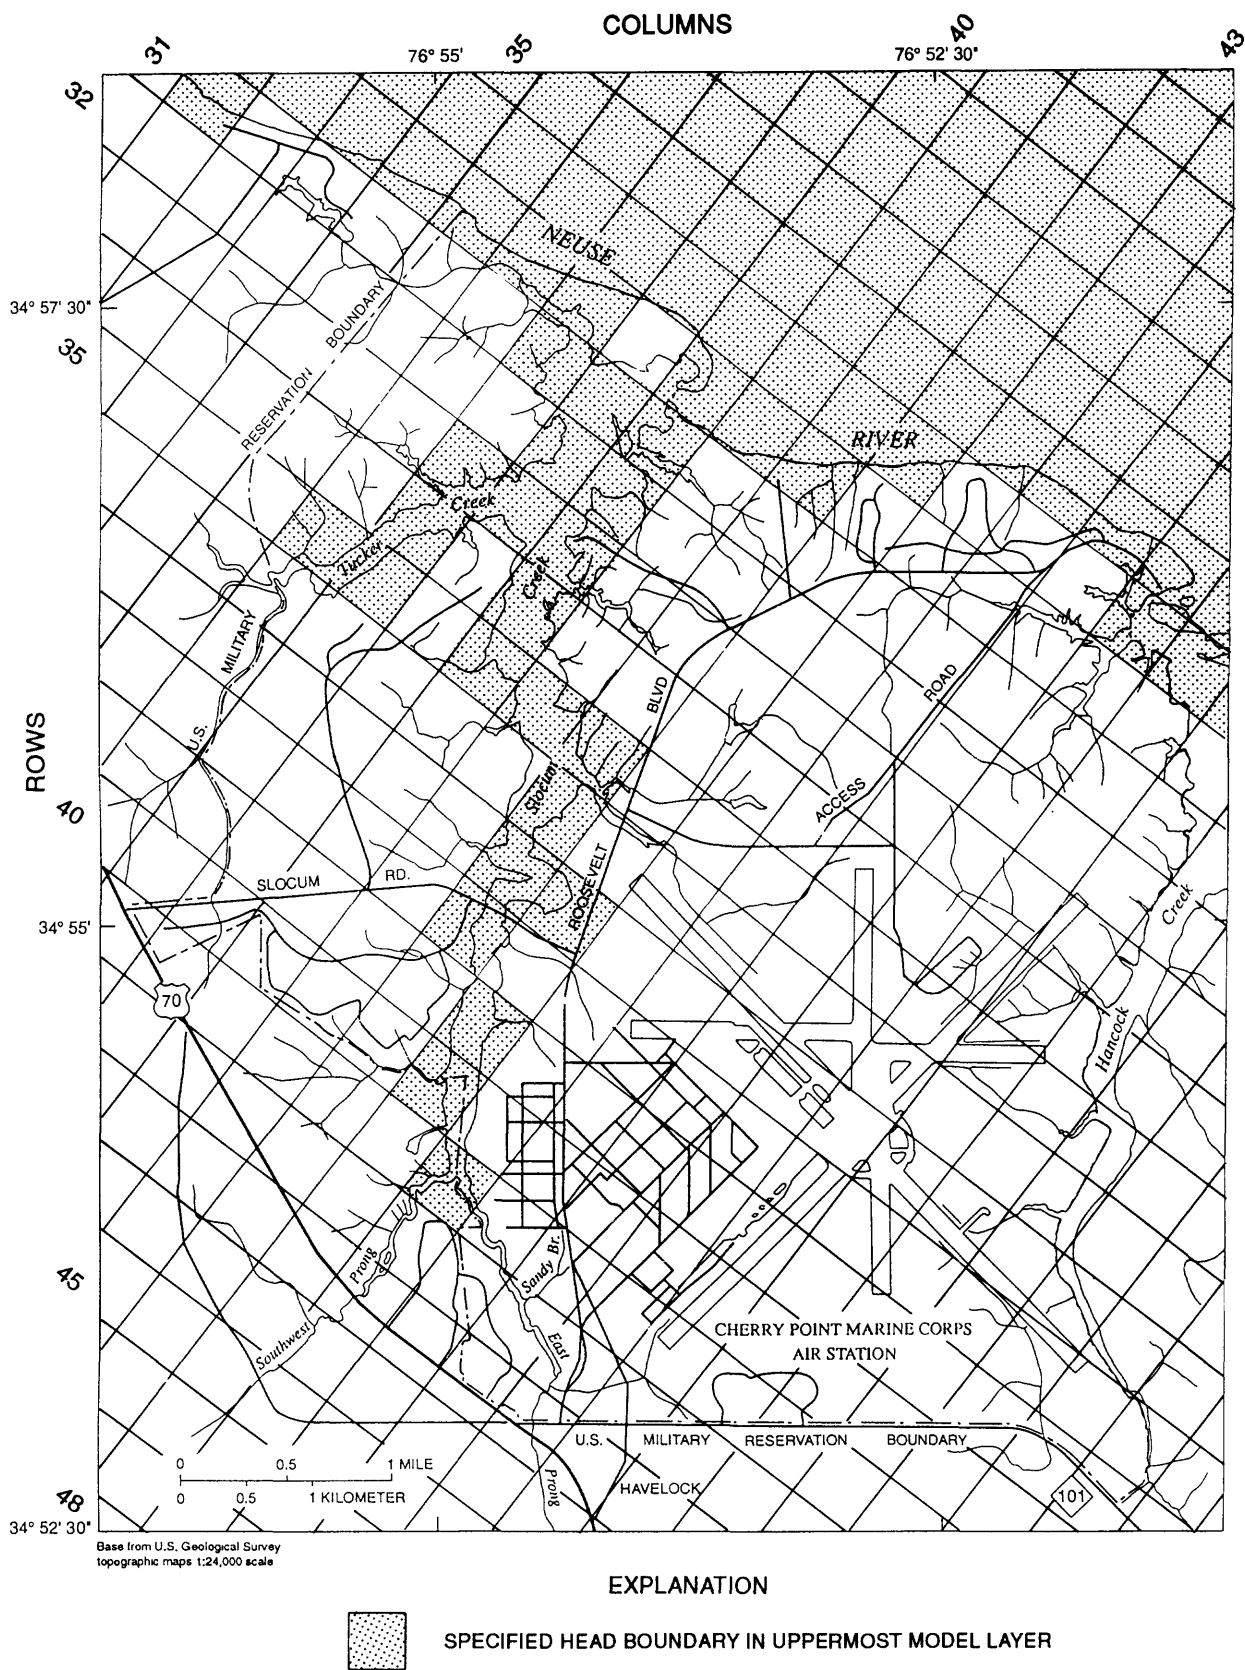 COLUMNS
31
76° 55'
35
76° 52' 30"
40
43
32
34° 57' 30"
35
ROWS
40
34° 55'
45
48
34° 52' 30"
NEUSE
RIVER
RESERVATION BOUNDARY
U.S. MILITARY
Tucker Creek
Slocum Creek
ROOSEVELT BLVD
ACCESS ROAD
SLOCUM RD.
70
Hancock Creek
Southwest Prong
Sandy Br.
East
Prong
CHERRY POINT MARINE CORPS
AIR STATION
U.S. MILITARY RESERVATION BOUNDARY
HAVELOCK
101
0 0.5 1 MILE
0 0.5 1 KILOMETER
Base from U.S. Geological Survey
topographic maps 1:24,000 scale
EXPLANATION
SPECIFIED HEAD BOUNDARY IN UPPERMOST MODEL LAYER